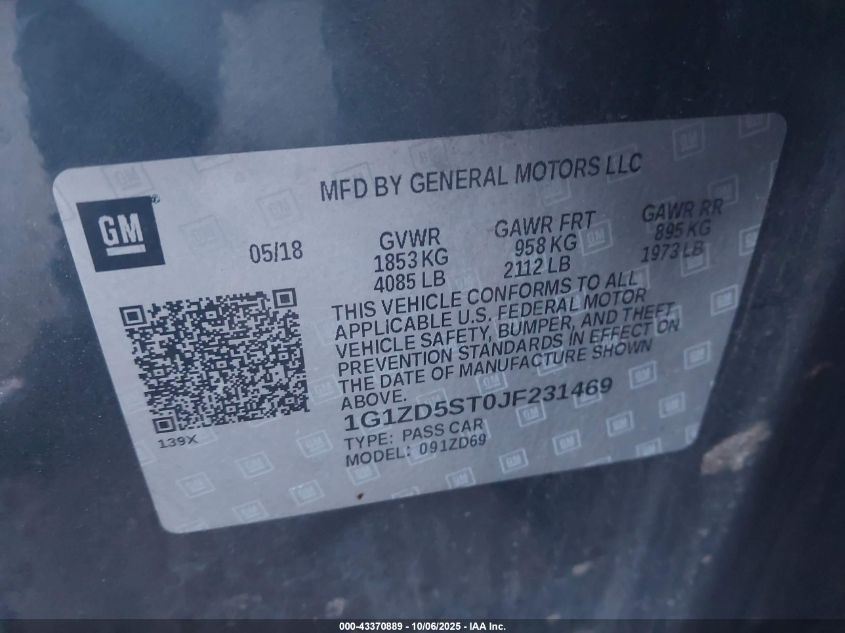 MFD BY GENERAL MOTORS LLC
GM®
05/18
GVWR
1853 KG
4085 LB
GAWR FRT
958 KG
2112 LB
GAWR RR
895 KG
1973 LB
THIS VEHICLE CONFORMS TO ALL
APPLICABLE U.S. FEDERAL MOTOR
VEHICLE SAFETY, BUMPER, AND THEFT
PREVENTION STANDARDS IN EFFECT ON
THE DATE OF MANUFACTURE SHOWN
ABOVE.
1G1ZD5ST0JF231469
TYPE: PASS CAR
MODEL: 091ZD69
139X
000-43370889 - 10/06/2025 - IAA Inc.